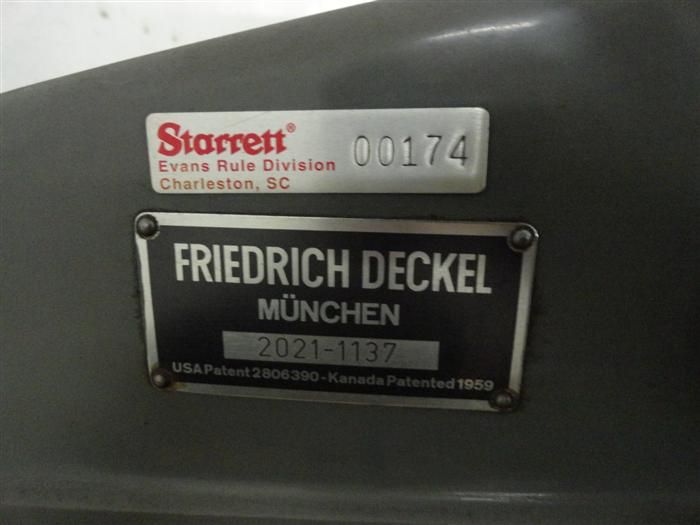 Starrett®
Evans Rule Division
Charleston, SC
00174
FRIEDRICH DECKEL
MÜNCHEN
2021-1137
USA Patent 2806390-Kanada Patented 1959